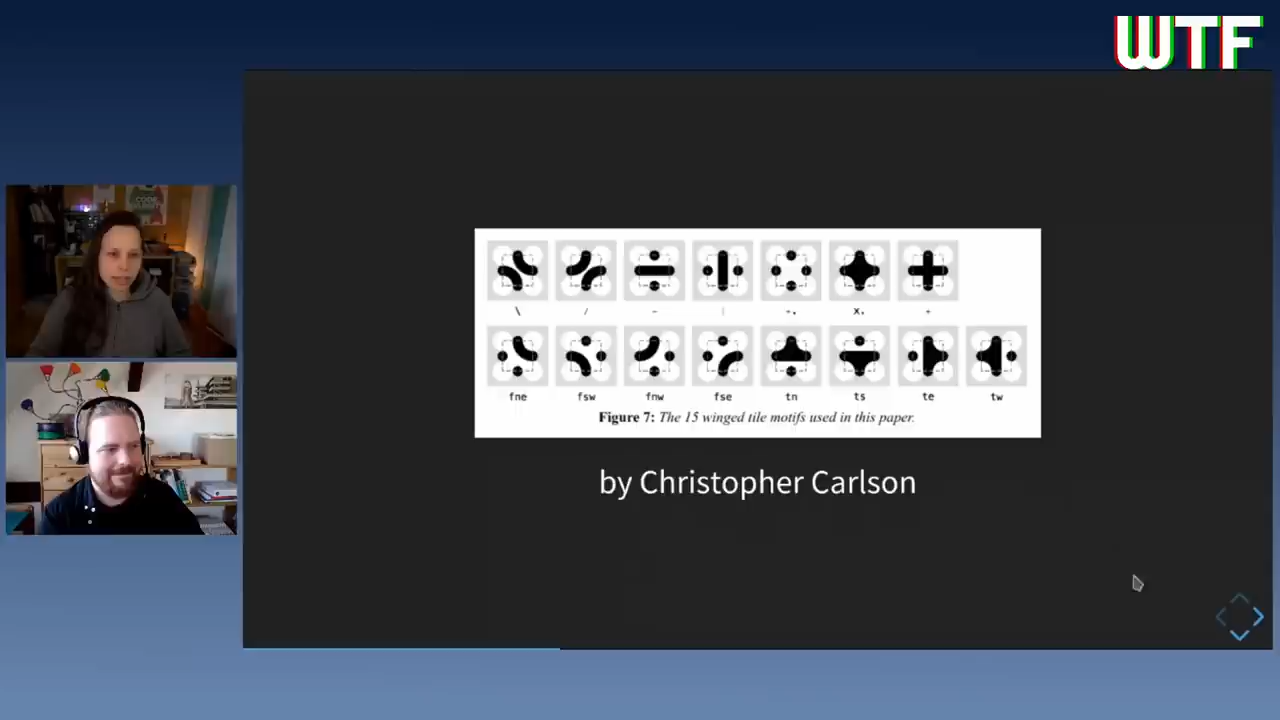 WTF
\ / - | +. x. +
fne fsw fnw fse tn ts te tw
Figure 7: The 15 winged tile motifs used in this paper.
by Christopher Carlson